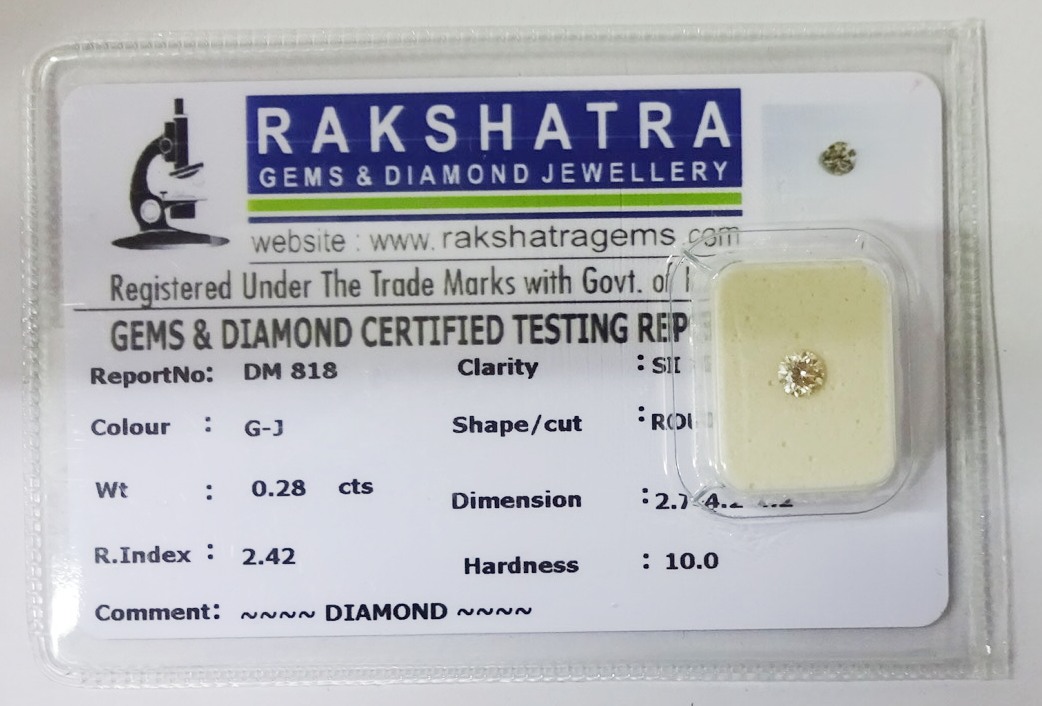 RAKSHATRA
GEMS & DIAMOND JEWELLERY
website : www. rakshatragems.com
Registered Under The Trade Marks with Govt. of
GEMS & DIAMOND CERTIFIED TESTING REP
ReportNo: DM 818
Clarity :
Colour : G-J
Shape/cut :
Wt : 0.28 cts
Dimension :
R.Index : 2.42
Hardness : 10.0
Comment: ~~~~ DIAMOND ~~~~